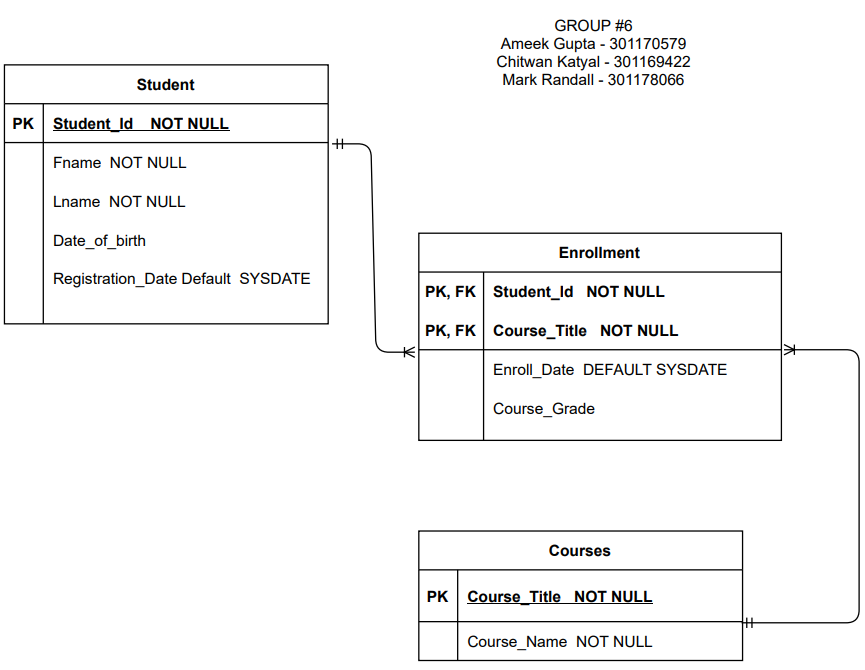 GROUP #6
Ameek Gupta - 301170579
Chitwan Katyal - 301169422
Mark Randall - 301178066
Student
PK Student_Id NOT NULL
Fname NOT NULL
Lname NOT NULL
Date_of_birth
Registration_Date Default SYSDATE
Enrollment
PK, FK Student_Id NOT NULL
PK, FK Course_Title NOT NULL
Enroll_Date DEFAULT SYSDATE
Course_Grade
Courses
PK Course_Title NOT NULL
Course_Name NOT NULL